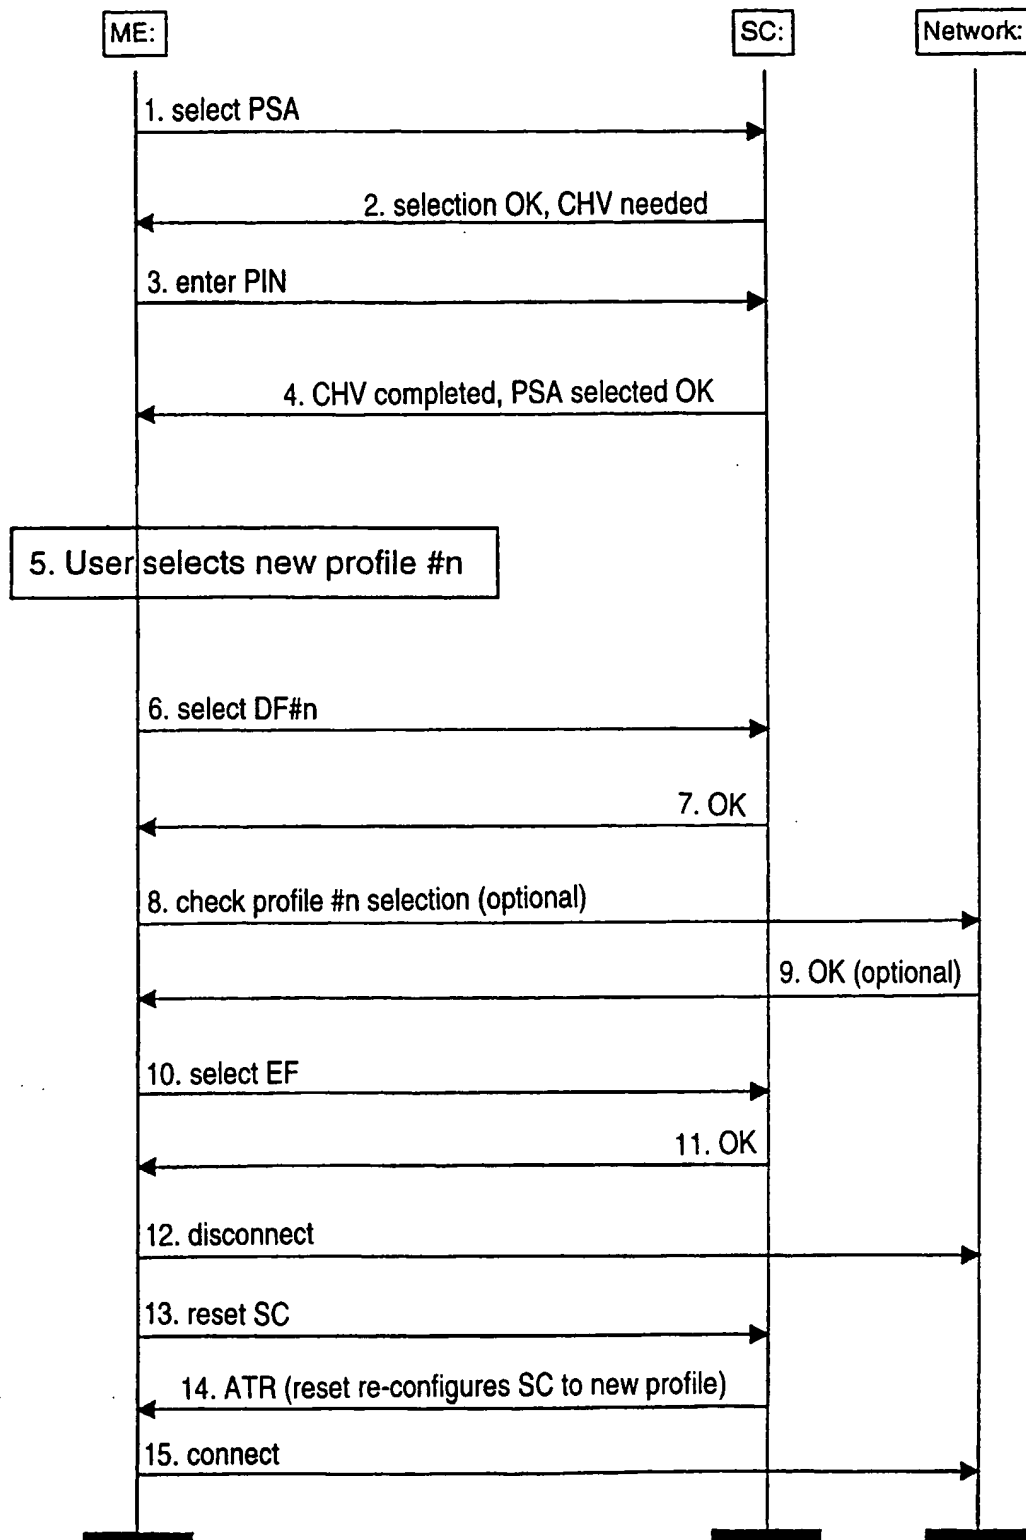 ME:
SC:
Network:
1. select PSA
2. selection OK, CHV needed
3. enter PIN
4. CHV completed, PSA selected OK
5. User selects new profile #n
6. select DF#n
7. OK
8. check profile #n selection (optional)
9. OK (optional)
10. select EF
11. OK
12. disconnect
13. reset SC
14. ATR (reset re-configures SC to new profile)
15. connect